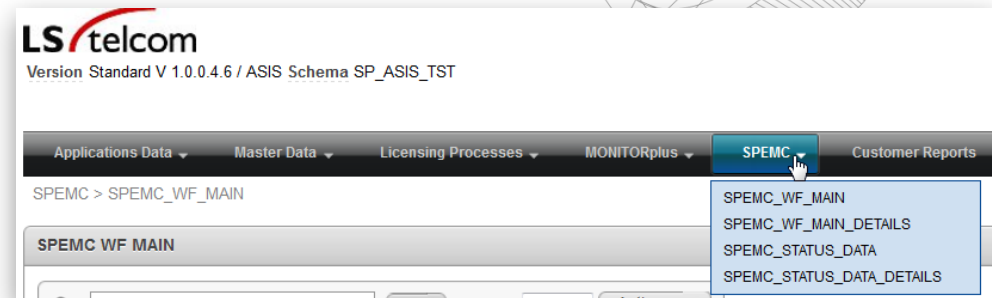 LS telcom
Version Standard V 1.0.0.4.6 / ASIS Schema SP_ASIS_TST
Applications Data Master Data Licensing Processes MONITORplus SPEMC Customer Reports
SPEMC > SPEMC_WF_MAIN
SPEMC_WF_MAIN
SPEMC_WF_MAIN_DETAILS
SPEMC_STATUS_DATA
SPEMC_STATUS_DATA_DETAILS
SPEMC WF MAIN